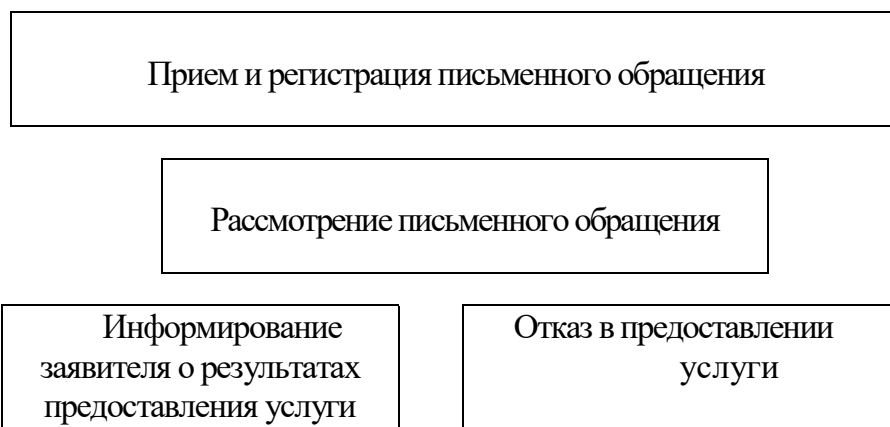 Прием и регистрация письменного обращения
Рассмотрение письменного обращения
Информирование
заявителя о результатах
предоставления услуги
Отказ в предоставлении
услуги